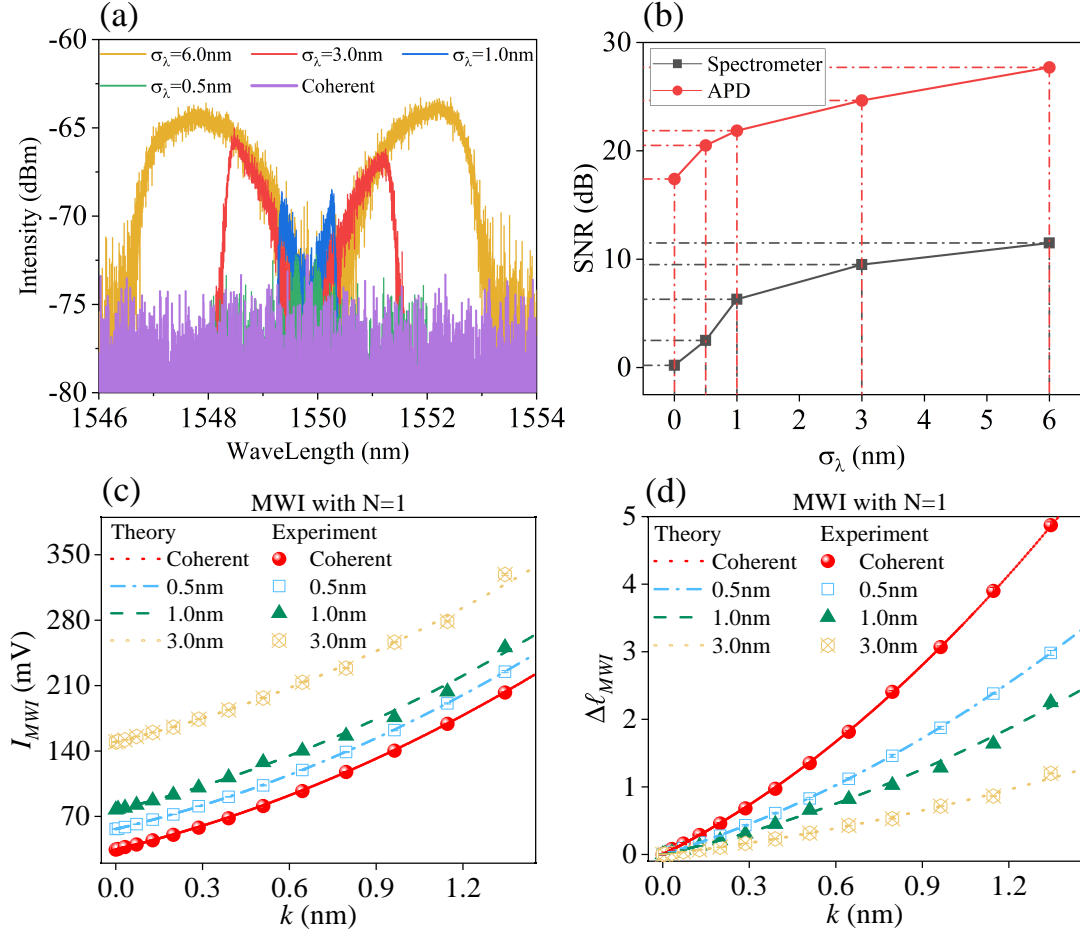 (a)
-60
-65
-70
-75
-80
Intensity (dBm)
σλ=6.0nm σλ=3.0nm σλ=1.0nm
σλ=0.5nm Coherent
1546 1548 1550 1552 1554
WaveLength (nm)
(b)
30
20
10
0
SNR (dB)
Spectrometer
APD
0 1 2 3 4 5 6
σλ (nm)
(c)
MWI with N=1
350
280
210
140
70
I_MWI (mV)
Theory Experiment
Coherent Coherent
0.5nm 0.5nm
1.0nm 1.0nm
3.0nm 3.0nm
0.0 0.3 0.6 0.9 1.2
k (nm)
(d)
MWI with N=1
5
4
3
2
1
0
Δℓ_MWI
Theory Experiment
Coherent Coherent
0.5nm 0.5nm
1.0nm 1.0nm
3.0nm 3.0nm
0.0 0.3 0.6 0.9 1.2
k (nm)